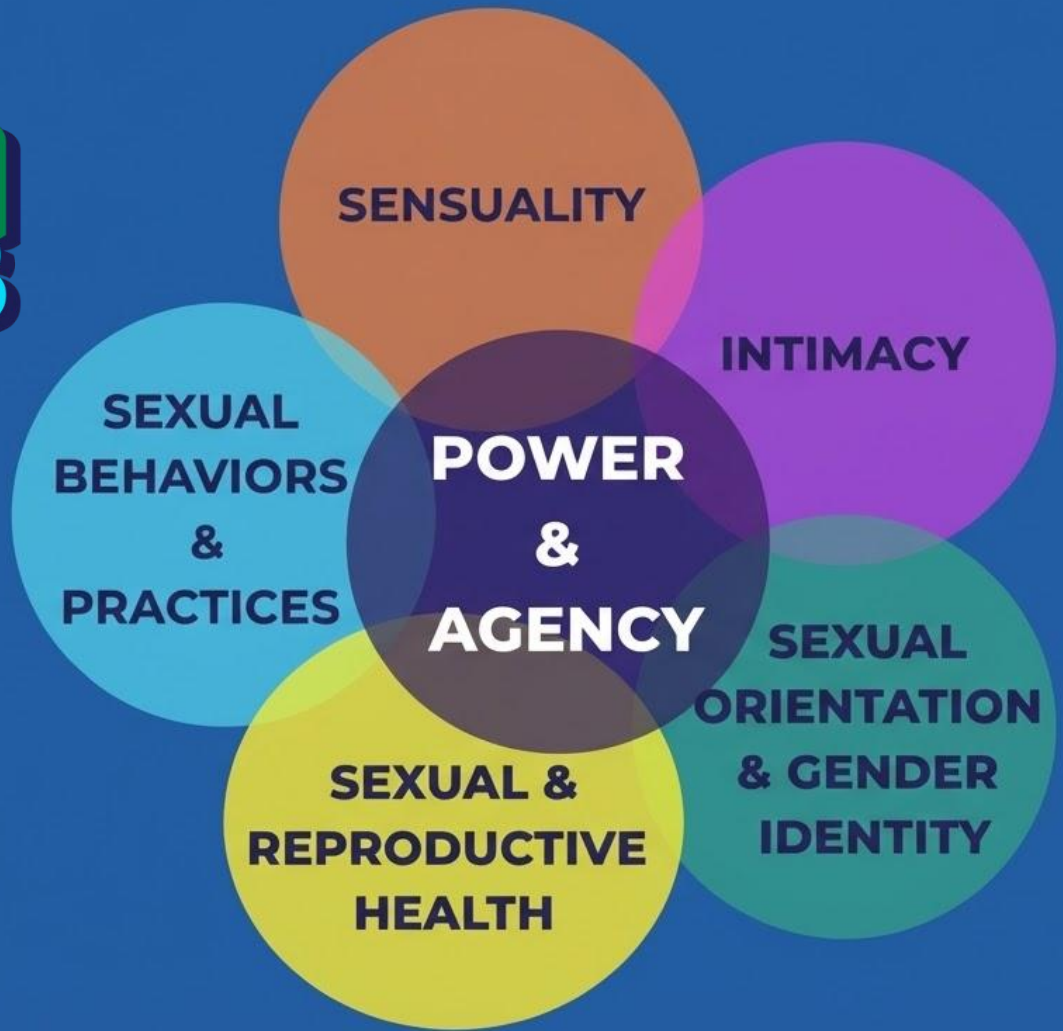 SENSUALITY
INTIMACY
SEXUAL
BEHAVIORS
&
PRACTICES
POWER
&
AGENCY
SEXUAL
ORIENTATION
& GENDER
IDENTITY
SEXUAL &
REPRODUCTIVE
HEALTH